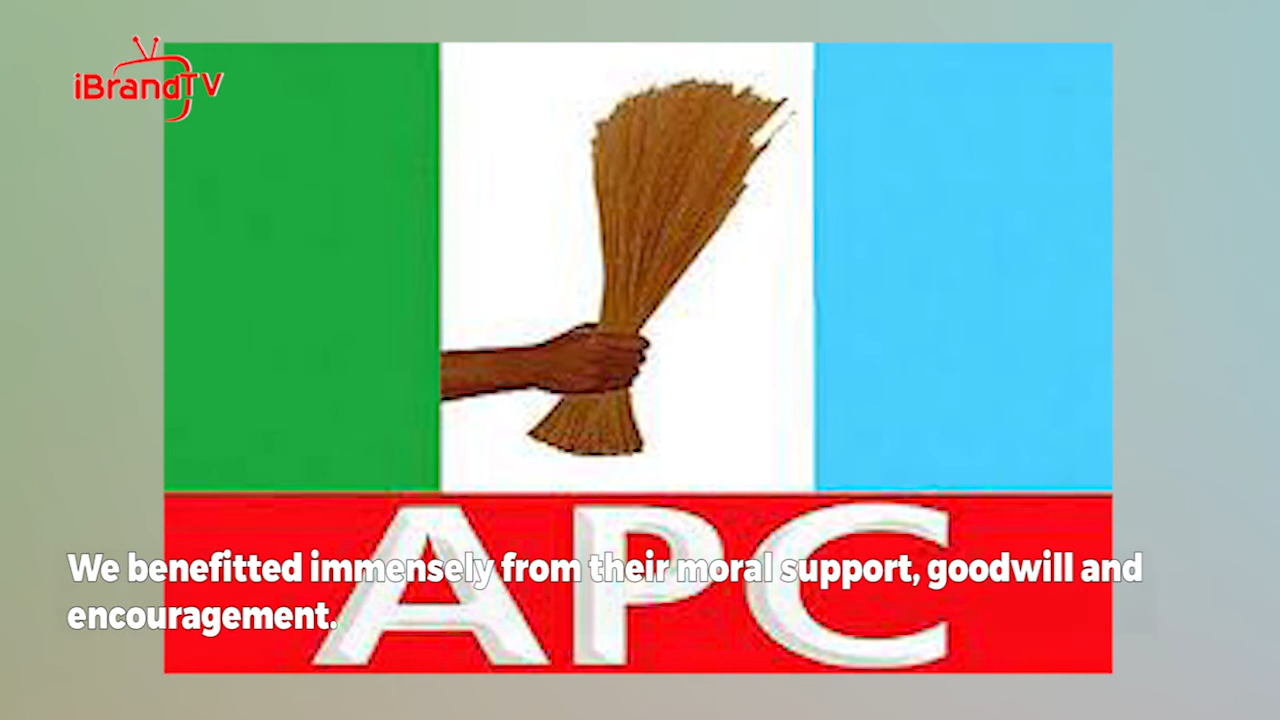 iBrandTV
APC
We benefitted immensely from their moral support, goodwill and
encouragement.